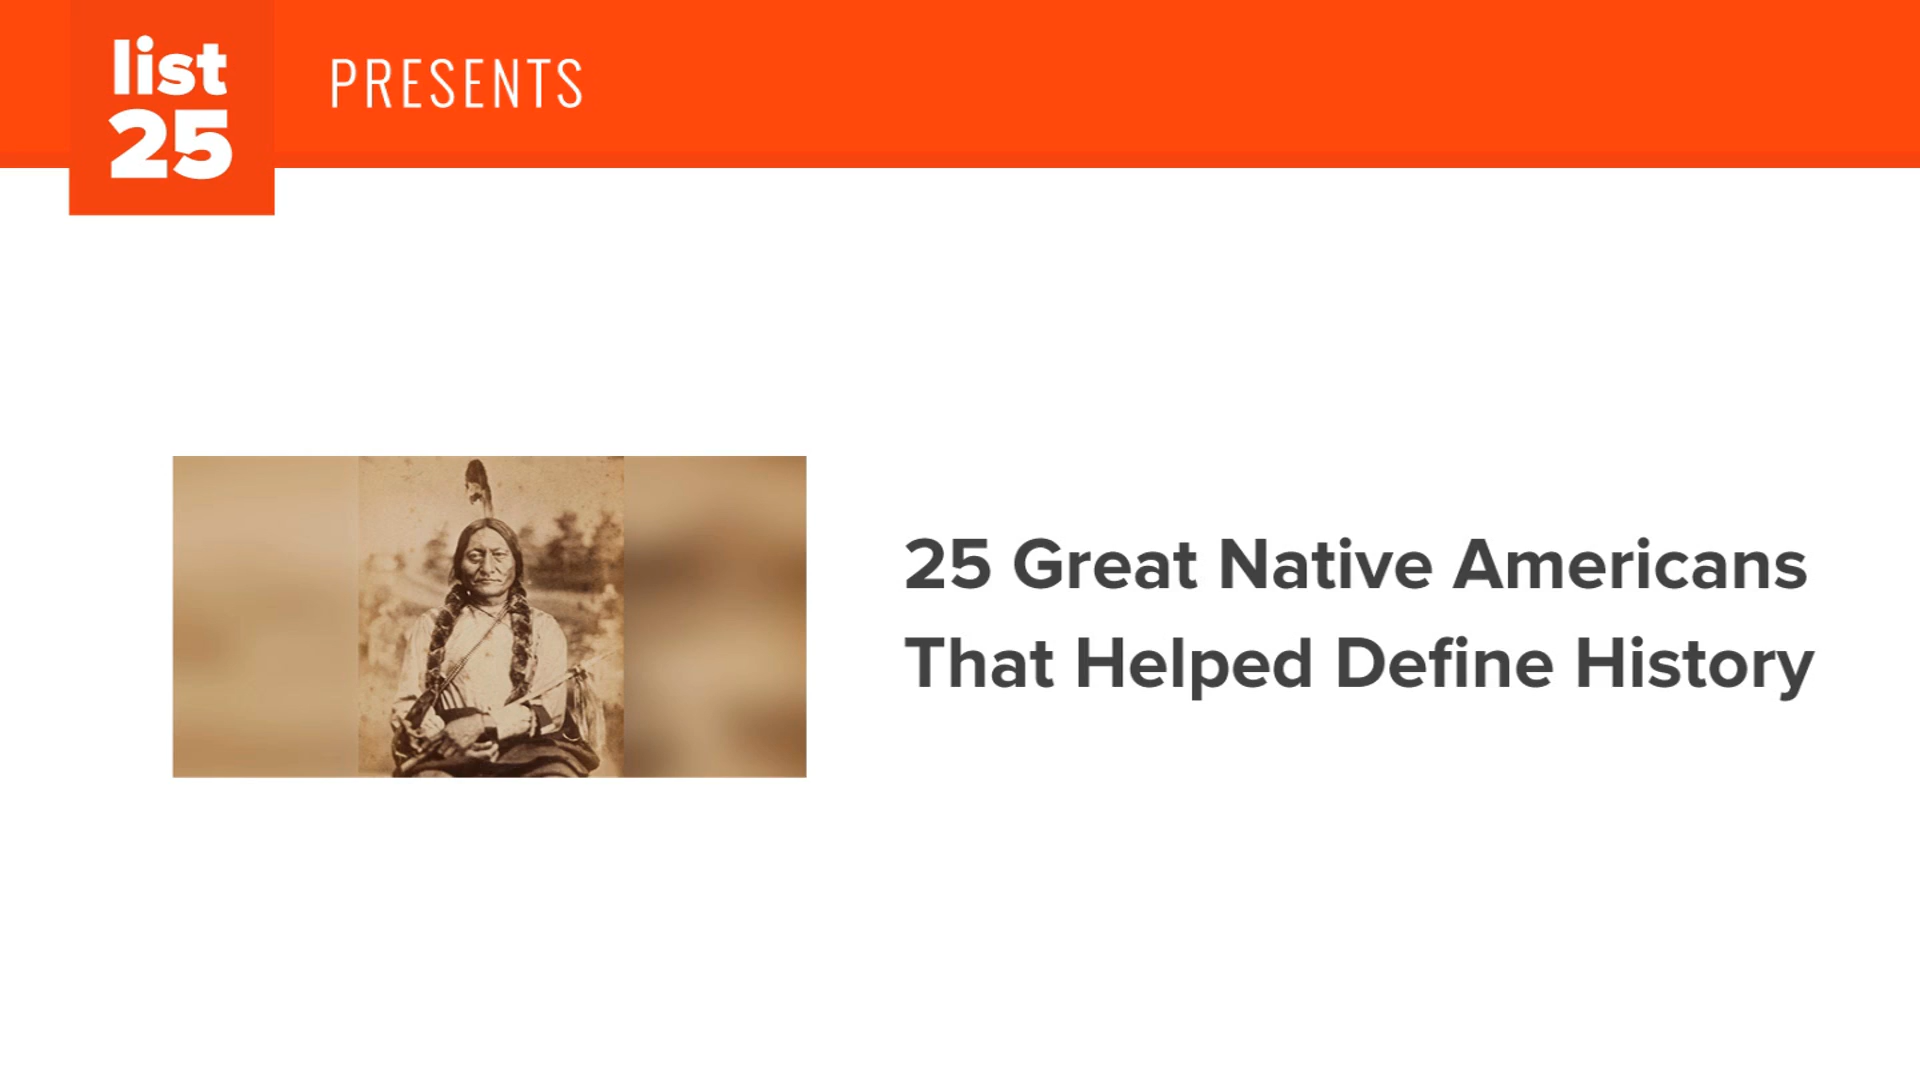 list
25
PRESENTS
25 Great Native Americans
That Helped Define History